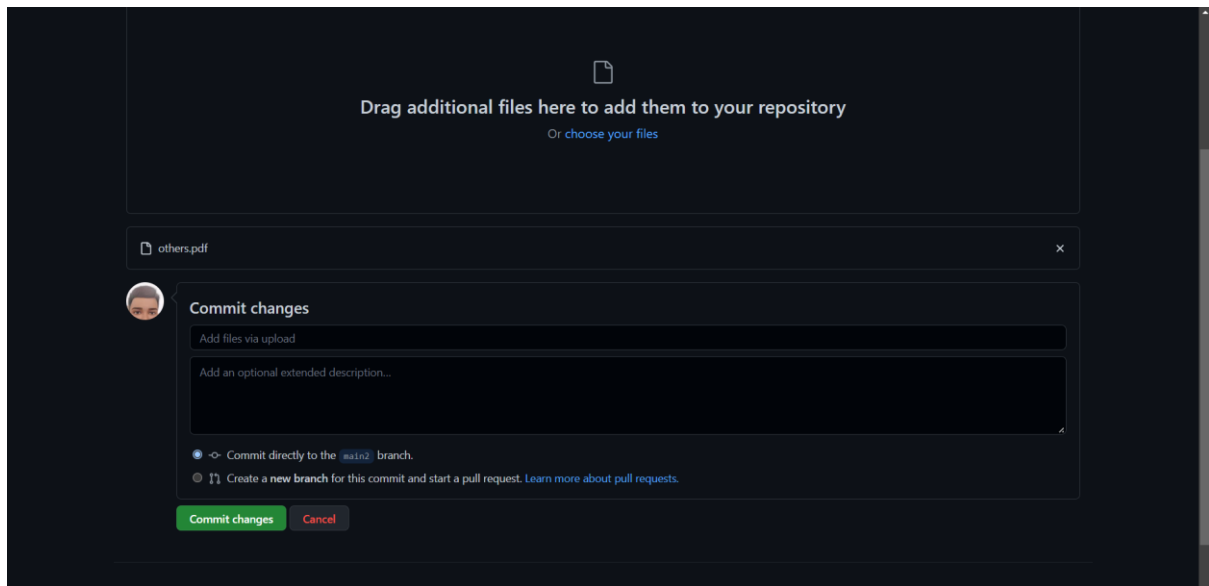 Drag additional files here to add them to your repository
Or choose your files
others.pdf
Commit changes
Add files via upload
Add an optional extended description...
Commit directly to the main2 branch.
Create a new branch for this commit and start a pull request. Learn more about pull requests.
Commit changes Cancel